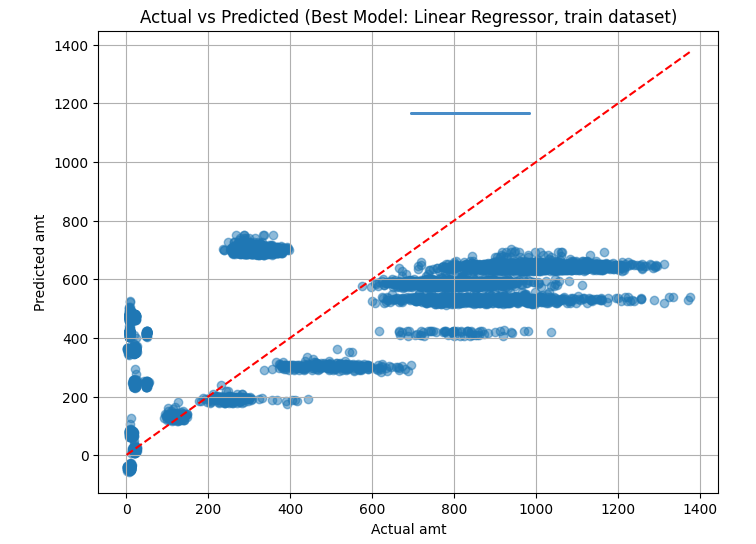 Actual vs Predicted (Best Model: Linear Regressor, train dataset)
1400
1200
1000
800
600
400
200
0
Predicted amt
0 200 400 600 800 1000 1200 1400
Actual amt